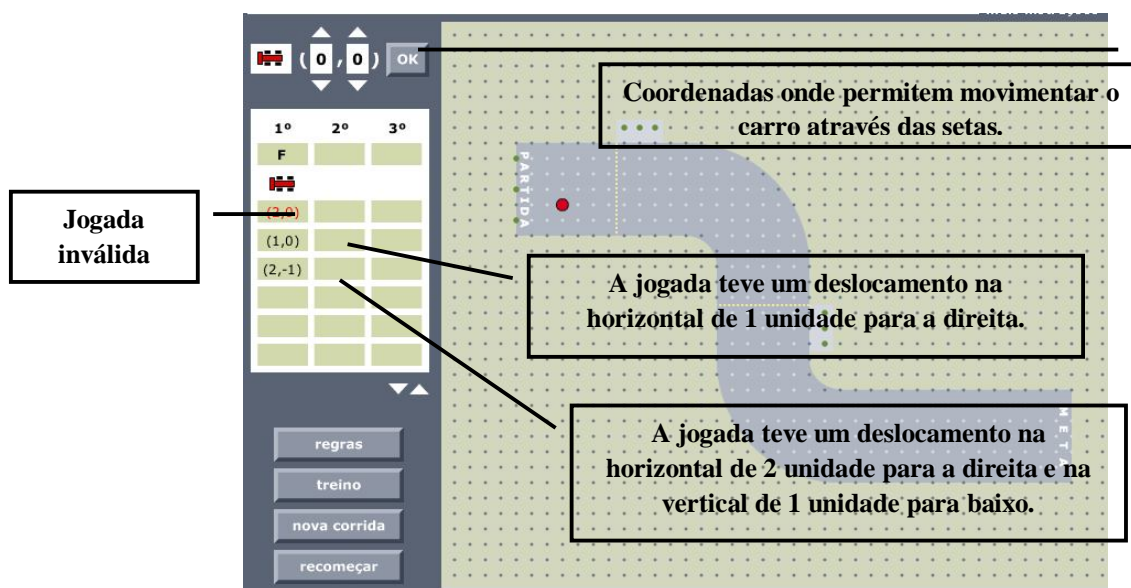 ( 0 , 0 ) OK
Coordenadas onde permitem movimentar o
carro através das setas.
1º 2º 3º
F
(2,0)
(1,0)
(2,-1)
Jogada
inválida
PARTIDA
A jogada teve um deslocamento na
horizontal de 1 unidade para a direita.
A jogada teve um deslocamento na
horizontal de 2 unidade para a direita e na
vertical de 1 unidade para baixo.
META
regras
treino
nova corrida
recomeçar